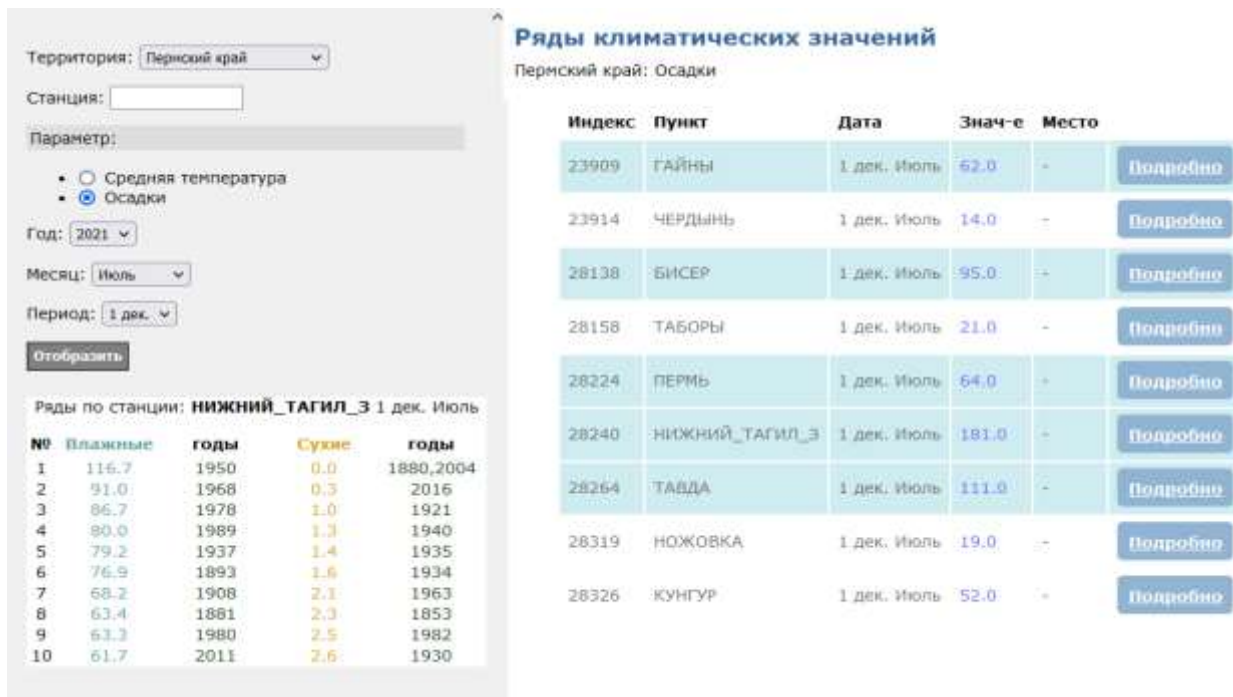 Территория: Пермский край
Станция:
Параметр:
Средняя температура
Осадки
Год: 2021
Месяц: Июль
Период: 1 дек.
Отобразить
Ряды по станции: НИЖНИЙ_ТАГИЛ_3 1 дек. Июль
№ Влажные годы Сухие годы
1 116.7 1950 0.0 1880,2004
2 91.0 1968 0.3 2016
3 86.7 1978 1.0 1921
4 80.0 1989 1.3 1940
5 79.2 1937 1.4 1935
6 76.9 1893 1.6 1934
7 68.2 1908 2.1 1963
8 63.4 1881 2.3 1853
9 63.3 1980 2.5 1982
10 61.7 2011 2.6 1930
Ряды климатических значений
Пермский край: Осадки
Индекс Пункт Дата Знач-е Место
23909 ГАЙНЫ 1 дек. Июль 62.0 - Подробно
23914 ЧЕРДЫНЬ 1 дек. Июль 14.0 - Подробно
28138 БИСЕР 1 дек. Июль 95.0 - Подробно
28158 ТАБОРЫ 1 дек. Июль 21.0 - Подробно
28224 ПЕРМЬ 1 дек. Июль 64.0 - Подробно
28240 НИЖНИЙ_ТАГИЛ_3 1 дек. Июль 181.0 - Подробно
28264 ТАВДА 1 дек. Июль 111.0 - Подробно
28319 НОЖОВКА 1 дек. Июль 19.0 - Подробно
28326 КУНГУР 1 дек. Июль 52.0 - Подробно